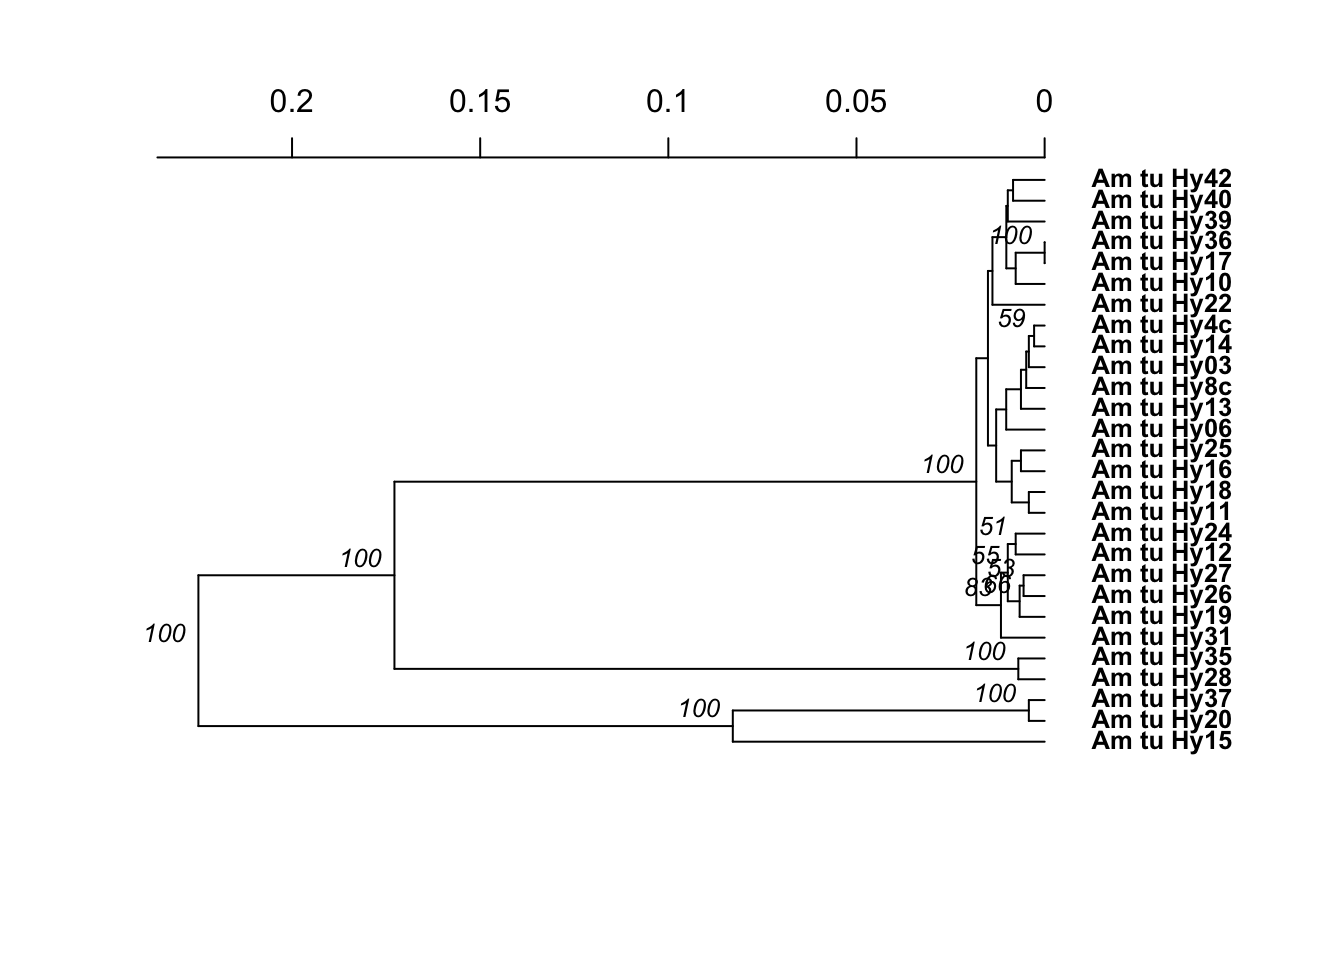 0.2 0.15 0.1 0.05 0
Am tu Hy42
Am tu Hy40
Am tu Hy39
100 Am tu Hy36
Am tu Hy17
Am tu Hy10
Am tu Hy22
59 Am tu Hy4c
Am tu Hy14
Am tu Hy03
Am tu Hy8c
Am tu Hy13
Am tu Hy06
Am tu Hy25
100 Am tu Hy16
Am tu Hy18
Am tu Hy11
51 Am tu Hy24
100 55 Am tu Hy12
53 Am tu Hy27
83 66 Am tu Hy26
Am tu Hy19
100 Am tu Hy31
100 Am tu Hy35
Am tu Hy28
100 Am tu Hy37
100 Am tu Hy20
Am tu Hy15